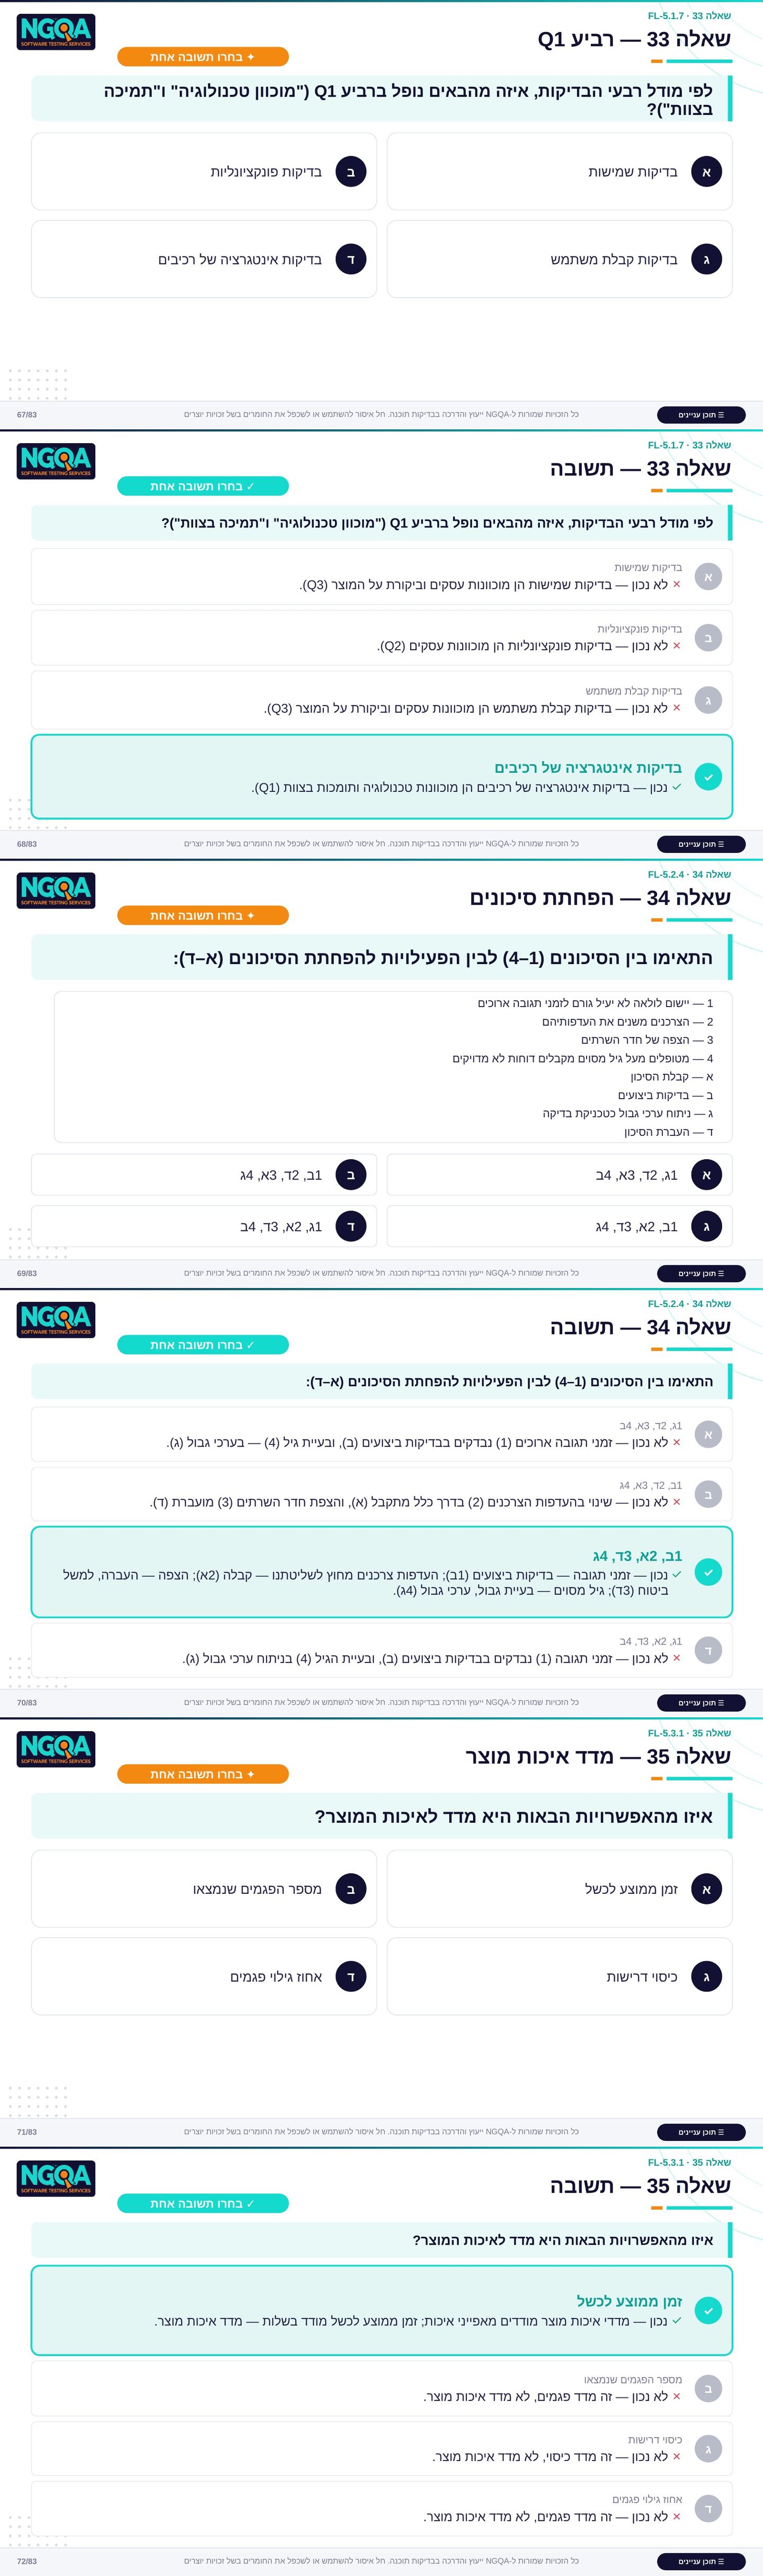 שאלה 33 · FL-5.1.7
שאלה 33 — רביע Q1
NGQA
SOFTWARE TESTING SERVICES
✦ בחרו תשובה אחת
לפי מודל רבעי הבדיקות, איזה מהבאים נופל ברביע Q1 ("מוכוון טכנולוגיה" ו"תמיכה
בצוות")?
א
בדיקות שמישות
ב
בדיקות פונקציונליות
ג
בדיקות קבלת משתמש
ד
בדיקות אינטגרציה של רכיבים
☰ תוכן עניינים
כל הזכויות שמורות ל-NGQA ייעוץ והדרכה בבדיקות תוכנה. חל איסור להשתמש או לשכפל את החומרים בשל זכויות יוצרים
67/83
שאלה 33 · FL-5.1.7
שאלה 33 — תשובה
NGQA
SOFTWARE TESTING SERVICES
✓ בחרו תשובה אחת
לפי מודל רבעי הבדיקות, איזה מהבאים נופל ברביע Q1 ("מוכוון טכנולוגיה" ו"תמיכה בצוות")?
א
בדיקות שמישות
✕ לא נכון — בדיקות שמישות הן מוכוונות עסקים וביקורת על המוצר (Q3).
ב
בדיקות פונקציונליות
✕ לא נכון — בדיקות פונקציונליות הן מוכוונות עסקים (Q2).
ג
בדיקות קבלת משתמש
✕ לא נכון — בדיקות קבלת משתמש הן מוכוונות עסקים וביקורת על המוצר (Q3).
✓
בדיקות אינטגרציה של רכיבים
✓ נכון — בדיקות אינטגרציה של רכיבים הן מוכוונות טכנולוגיה ותומכות בצוות (Q1).
☰ תוכן עניינים
כל הזכויות שמורות ל-NGQA ייעוץ והדרכה בבדיקות תוכנה. חל איסור להשתמש או לשכפל את החומרים בשל זכויות יוצרים
68/83
שאלה 34 · FL-5.2.4
שאלה 34 — הפחתת סיכונים
NGQA
SOFTWARE TESTING SERVICES
✦ בחרו תשובה אחת
התאימו בין הסיכונים (1–4) לבין הפעילויות להפחתת הסיכונים (א–ד):
1 — יישום לולאה לא יעיל גורם לזמני תגובה ארוכים
2 — הצרכנים משנים את העדפותיהם
3 — הצפה של חדר השרתים
4 — מטופלים מעל גיל מסוים מקבלים דוחות לא מדויקים
א — קבלת הסיכון
ב — בדיקות ביצועים
ג — ניתוח ערכי גבול כטכניקת בדיקה
ד — העברת הסיכון
א
1ג, 2ד, 3א, 4ב
ב
1ב, 2ד, 3א, 4ג
ג
1ב, 2א, 3ד, 4ג
ד
1ג, 2א, 3ד, 4ב
☰ תוכן עניינים
כל הזכויות שמורות ל-NGQA ייעוץ והדרכה בבדיקות תוכנה. חל איסור להשתמש או לשכפל את החומרים בשל זכויות יוצרים
69/83
שאלה 34 · FL-5.2.4
שאלה 34 — תשובה
NGQA
SOFTWARE TESTING SERVICES
✓ בחרו תשובה אחת
התאימו בין הסיכונים (1–4) לבין הפעילויות להפחתת הסיכונים (א–ד):
א
1ג, 2ד, 3א, 4ב
✕ לא נכון — זמני תגובה ארוכים (1) נבדקים בבדיקות ביצועים (ב), ובעיית גיל (4) — בערכי גבול (ג).
ב
1ב, 2ד, 3א, 4ג
✕ לא נכון — שינוי בהעדפות הצרכנים (2) בדרך כלל מתקבל (א), והצפת חדר השרתים (3) מועברת (ד).
✓
1ב, 2א, 3ד, 4ג
✓ נכון — זמני תגובה — בדיקות ביצועים (1ב); העדפות צרכנים מחוץ לשליטתנו — קבלה (2א); הצפה — העברה, למשל
ביטוח (3ד); גיל מסוים — בעיית גבול, ערכי גבול (4ג).
ד
1ג, 2א, 3ד, 4ב
✕ לא נכון — זמני תגובה (1) נבדקים בבדיקות ביצועים (ב), ובעיית הגיל (4) בניתוח ערכי גבול (ג).
☰ תוכן עניינים
כל הזכויות שמורות ל-NGQA ייעוץ והדרכה בבדיקות תוכנה. חל איסור להשתמש או לשכפל את החומרים בשל זכויות יוצרים
70/83
שאלה 35 · FL-5.3.1
שאלה 35 — מדד איכות מוצר
NGQA
SOFTWARE TESTING SERVICES
✦ בחרו תשובה אחת
איזו מהאפשרויות הבאות היא מדד לאיכות המוצר?
א
זמן ממוצע לכשל
ב
מספר הפגמים שנמצאו
ג
כיסוי דרישות
ד
אחוז גילוי פגמים
☰ תוכן עניינים
כל הזכויות שמורות ל-NGQA ייעוץ והדרכה בבדיקות תוכנה. חל איסור להשתמש או לשכפל את החומרים בשל זכויות יוצרים
71/83
שאלה 35 · FL-5.3.1
שאלה 35 — תשובה
NGQA
SOFTWARE TESTING SERVICES
✓ בחרו תשובה אחת
איזו מהאפשרויות הבאות היא מדד לאיכות המוצר?
✓
זמן ממוצע לכשל
✓ נכון — מדדי איכות מוצר מודדים מאפייני איכות; זמן ממוצע לכשל מודד בשלות — מדד איכות מוצר.
ב
מספר הפגמים שנמצאו
✕ לא נכון — זה מדד פגמים, לא מדד איכות מוצר.
ג
כיסוי דרישות
✕ לא נכון — זה מדד כיסוי, לא מדד איכות מוצר.
ד
אחוז גילוי פגמים
✕ לא נכון — זה מדד פגמים, לא מדד איכות מוצר.
☰ תוכן עניינים
כל הזכויות שמורות ל-NGQA ייעוץ והדרכה בבדיקות תוכנה. חל איסור להשתמש או לשכפל את החומרים בשל זכויות יוצרים
72/83